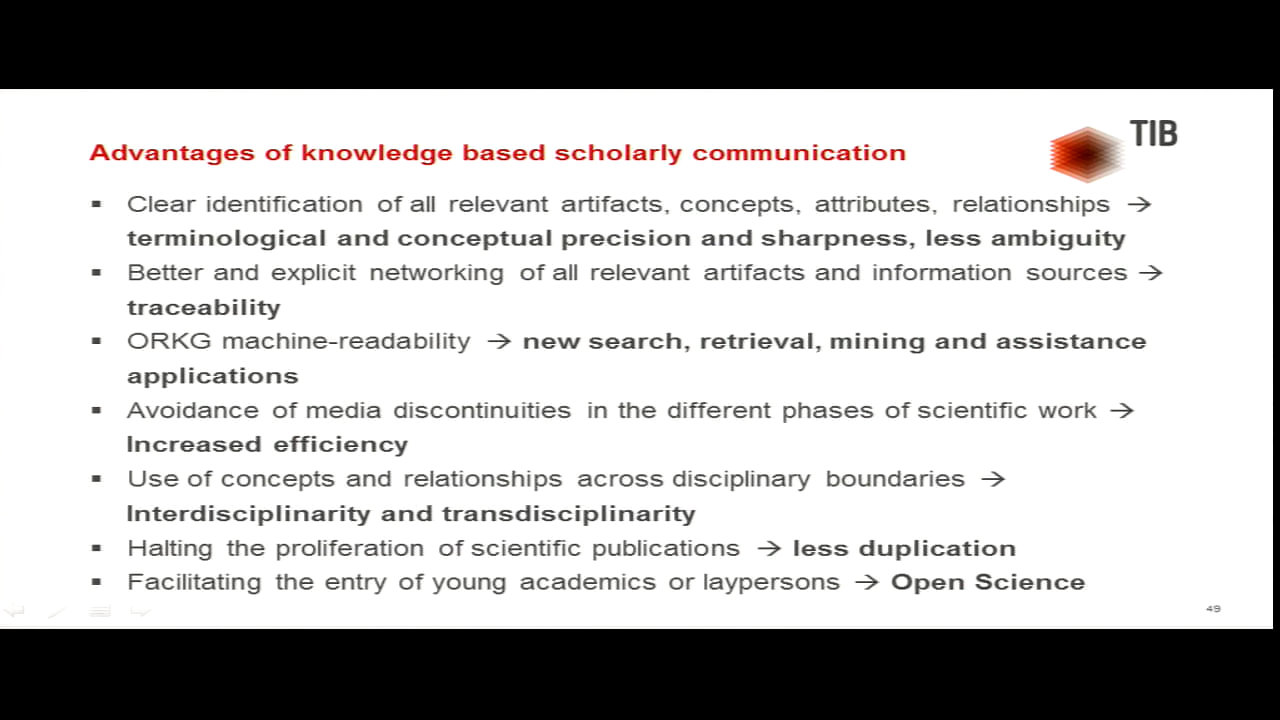 TIB
Advantages of knowledge based scholarly communication
▪ Clear identification of all relevant artifacts, concepts, attributes, relationships →
terminological and conceptual precision and sharpness, less ambiguity
▪ Better and explicit networking of all relevant artifacts and information sources →
traceability
▪ ORKG machine-readability → new search, retrieval, mining and assistance
applications
▪ Avoidance of media discontinuities in the different phases of scientific work →
Increased efficiency
▪ Use of concepts and relationships across disciplinary boundaries →
Interdisciplinarity and transdisciplinarity
▪ Halting the proliferation of scientific publications → less duplication
▪ Facilitating the entry of young academics or laypersons → Open Science
49